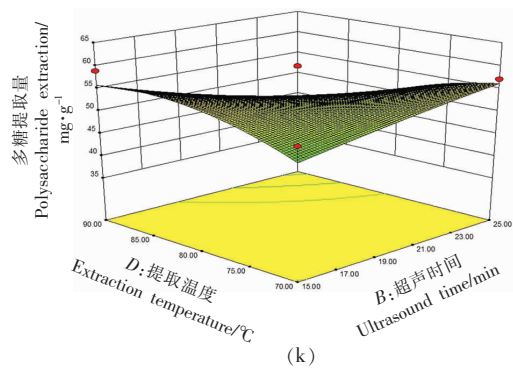 65
60
55
50
45
40
35
多糖提取量
Polysaccharide extraction/
mg·g⁻¹
90.00
85.00
80.00
75.00
70.00
15.00
17.00
19.00
21.00
23.00
25.00
D:提取温度
Extraction temperature/℃
B:超声时间
Ultrasound time/min
(k)